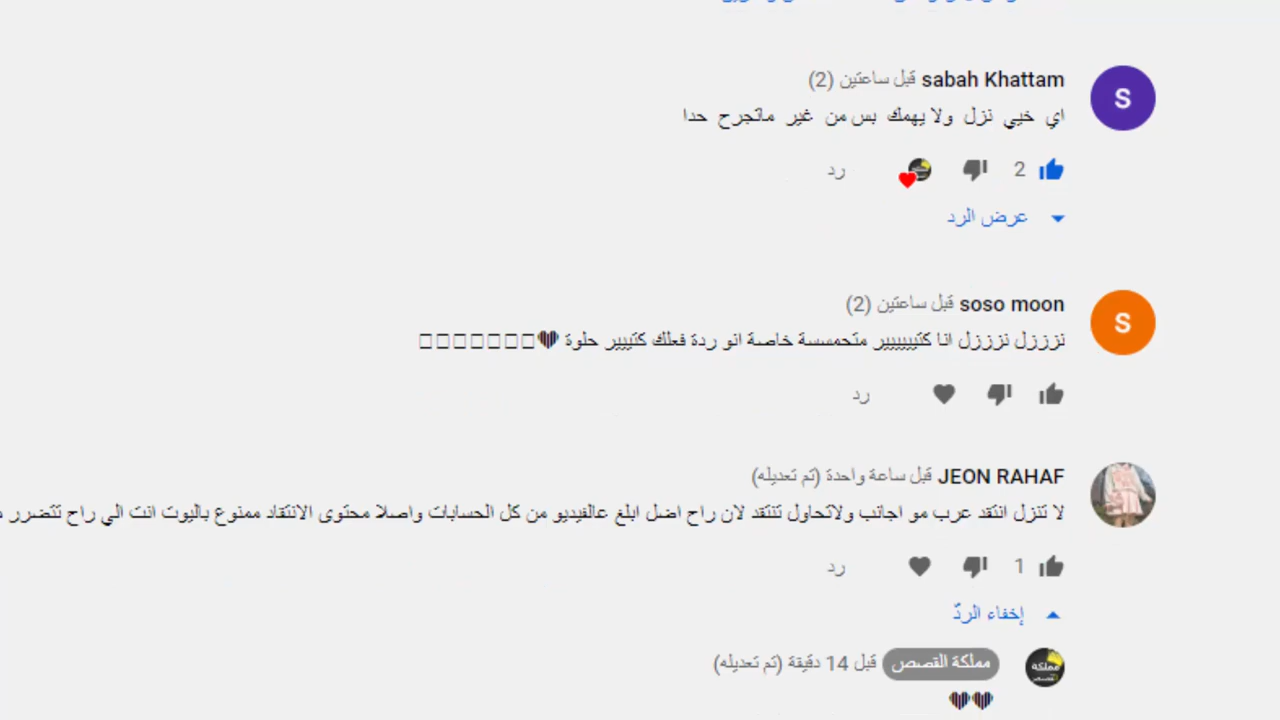 sabah Khattam قبل ساعتين (2)
اي خيي نزل ولا يهمك بس من غير ماتجرح حدا
2
رد
عرض الرد
soso moon قبل ساعتين (2)
نزززل نزززل انا كتيييييير متحمسسة خاصة انو ردة فعلك كتييير حلوة
رد
JEON RAHAF قبل ساعة واحدة (تم تعديله)
لا تنزل انتقد عرب مو اجانب ولاتحاول تنتقد لان راح اضل ابلغ عالفيديو من كل الحسابات واصلا محتوى الانتقاد ممنوع باليوت انت الي راح تتضرر
1
رد
إخفاء الردّ
مملكة القصص قبل 14 دقيقة (تم تعديله)